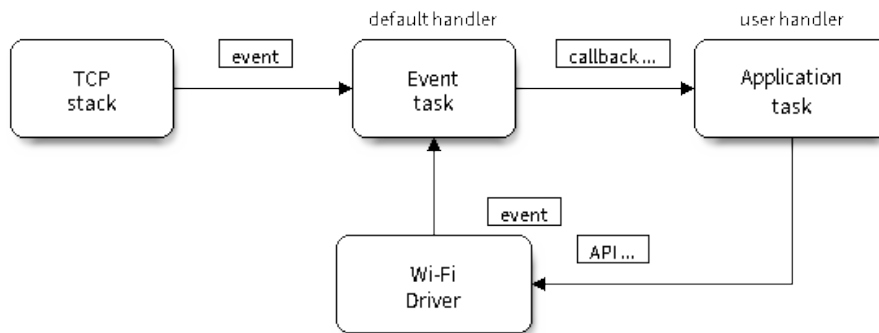 default handler
user handler
event
callback ...
TCP
stack
Event
task
Application
task
event
API ...
Wi-Fi
Driver